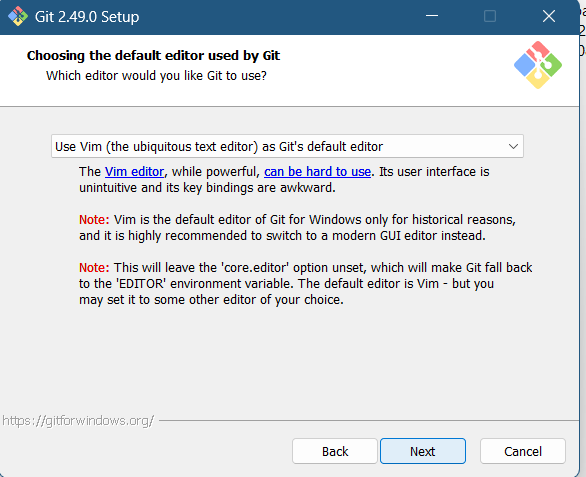 Git 2.49.0 Setup
Choosing the default editor used by Git
Which editor would you like Git to use?
Use Vim (the ubiquitous text editor) as Git's default editor
The Vim editor, while powerful, can be hard to use. Its user interface is
unintuitive and its key bindings are awkward.
Note: Vim is the default editor of Git for Windows only for historical reasons,
and it is highly recommended to switch to a modern GUI editor instead.
Note: This will leave the 'core.editor' option unset, which will make Git fall back
to the 'EDITOR' environment variable. The default editor is Vim - but you
may set it to some other editor of your choice.
https://gitforwindows.org/
Back Next Cancel